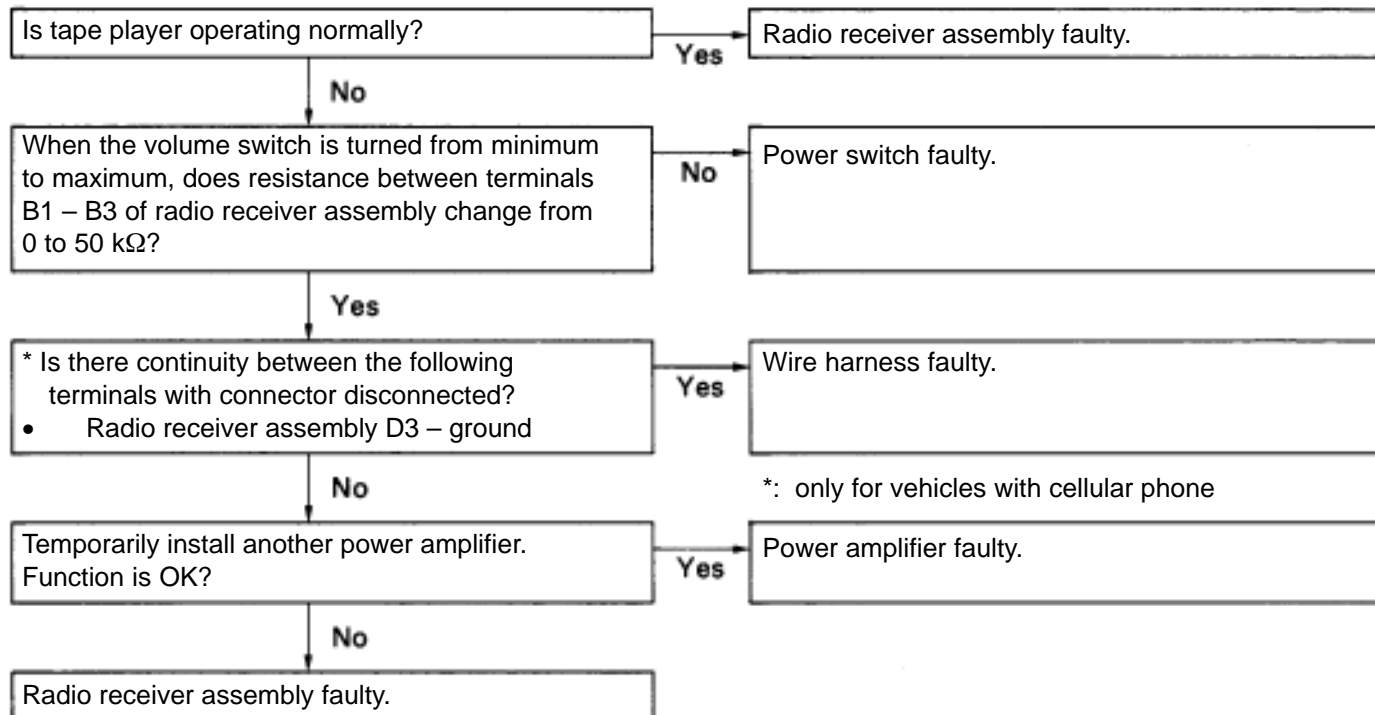 Is tape player operating normally?
Yes
Radio receiver assembly faulty.
No
When the volume switch is turned from minimum
to maximum, does resistance between terminals
B1 – B3 of radio receiver assembly change from
0 to 50 kΩ?
No
Power switch faulty.
Yes
* Is there continuity between the following
terminals with connector disconnected?
• Radio receiver assembly D3 – ground
Yes
Wire harness faulty.
No
*: only for vehicles with cellular phone
Temporarily install another power amplifier.
Function is OK?
Yes
Power amplifier faulty.
No
Radio receiver assembly faulty.